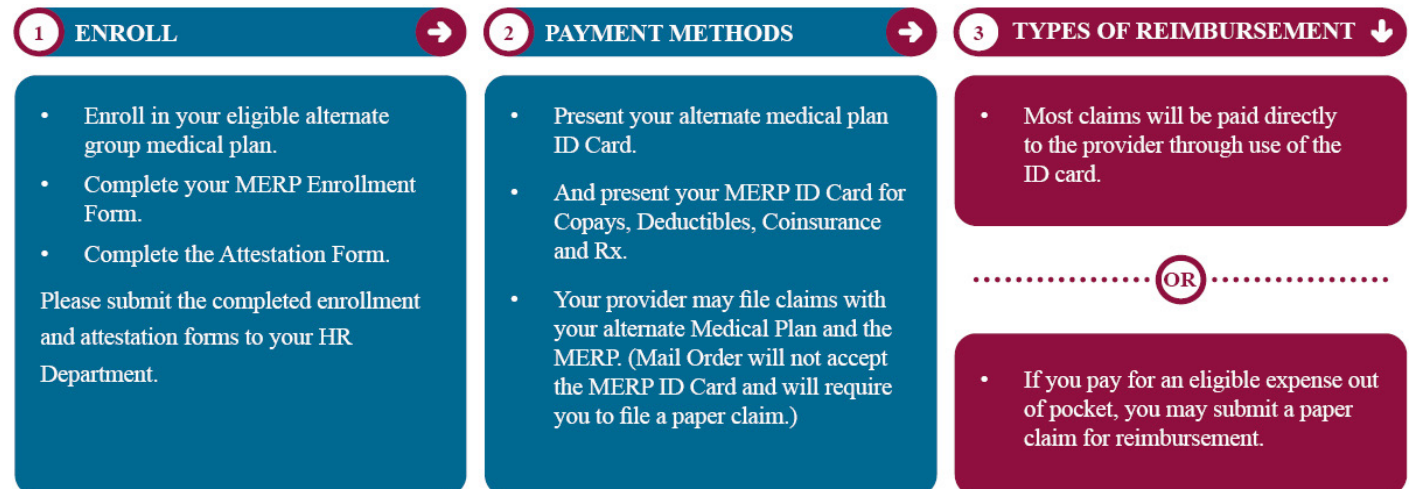 1 ENROLL
• Enroll in your eligible alternate
group medical plan.
• Complete your MERP Enrollment
Form.
• Complete the Attestation Form.
Please submit the completed enrollment
and attestation forms to your HR
Department.
2 PAYMENT METHODS
• Present your alternate medical plan
ID Card.
• And present your MERP ID Card for
Copays, Deductibles, Coinsurance
and Rx.
• Your provider may file claims with
your alternate Medical Plan and the
MERP. (Mail Order will not accept
the MERP ID Card and will require
you to file a paper claim.)
3 TYPES OF REIMBURSEMENT
• Most claims will be paid directly
to the provider through use of the
ID card.
OR
• If you pay for an eligible expense out
of pocket, you may submit a paper
claim for reimbursement.